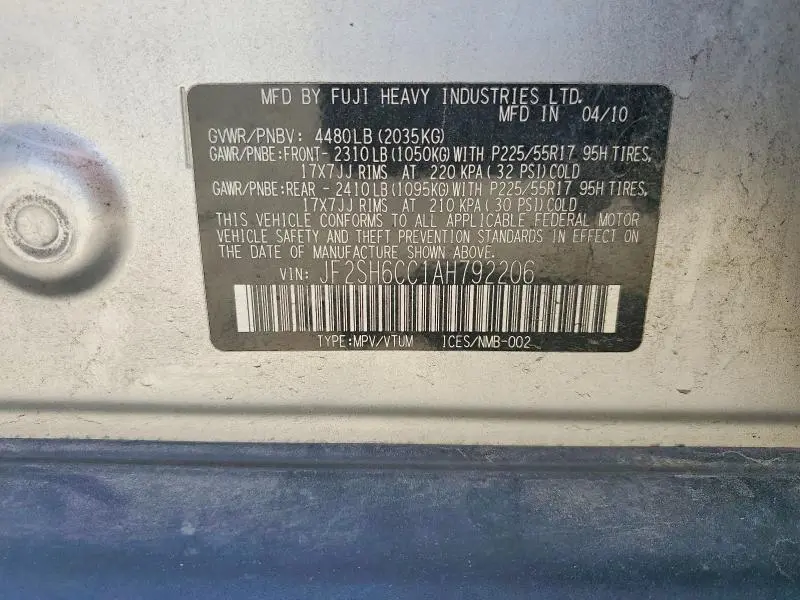 MFD BY FUJI HEAVY INDUSTRIES LTD.
MFD IN 04/10
GVWR/PNBV: 4480LB(2035KG)
GAWR/PNBE:FRONT- 2310LB(1050KG)WITH P225/55R17 95H TIRES,
17X7JJ RIMS AT 220 KPA(32 PSI)COLD
GAWR/PNBE:REAR - 2410LB(1095KG)WITH P225/55R17 95H TIRES,
17X7JJ RIMS AT 210 KPA(30 PSI)COLD
THIS VEHICLE CONFORMS TO ALL APPLICABLE FEDERAL MOTOR
VEHICLE SAFETY AND THEFT PREVENTION STANDARDS IN EFFECT ON
THE DATE OF MANUFACTURE SHOWN ABOVE.
VIN: JF2SH6CC1AH792206
TYPE:MPV/VTUM ICES/NMB-002